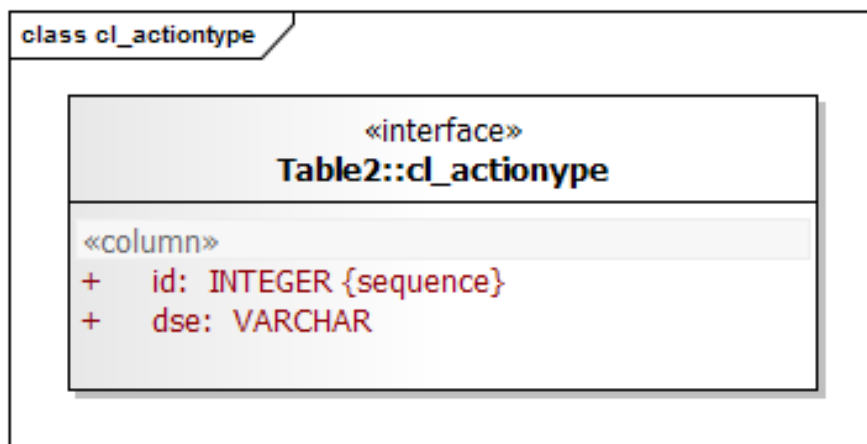 class cl_actiontype
«interface»
Table2::cl_actionype
«column»
+ id: INTEGER {sequence}
+ dse: VARCHAR